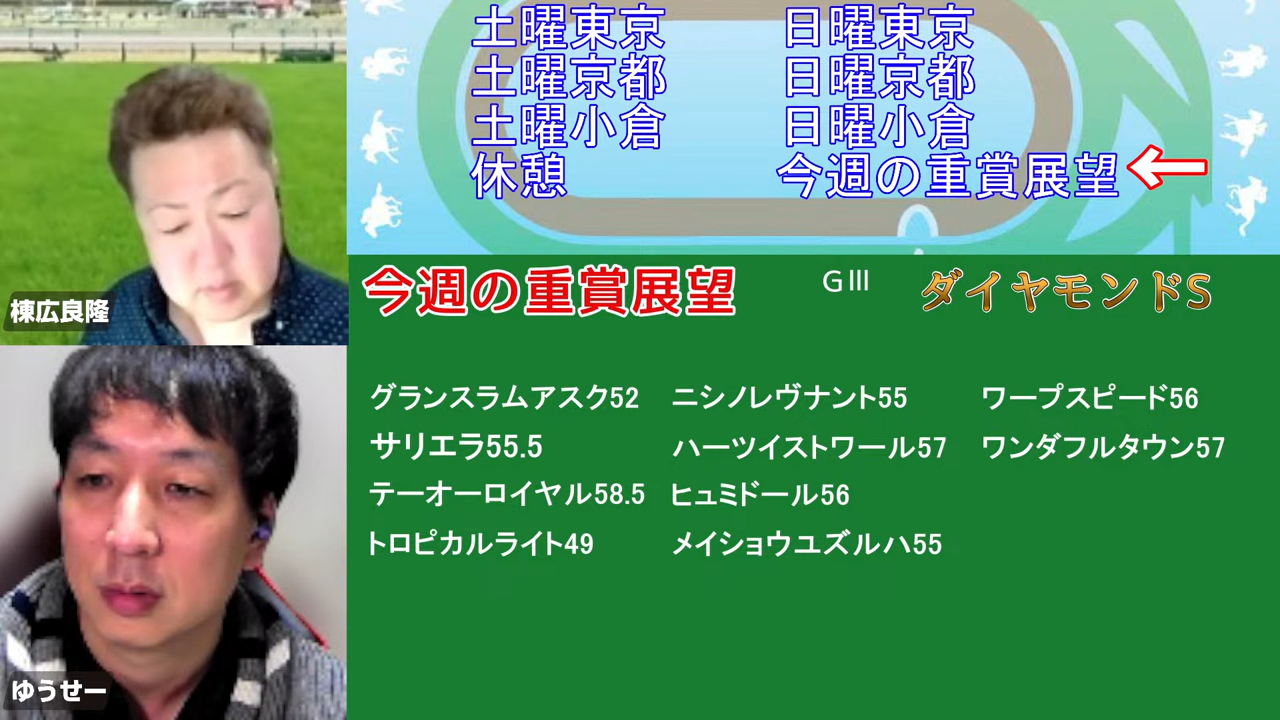 土曜東京
日曜東京
土曜京都
日曜京都
土曜小倉
日曜小倉
休憩
今週の重賞展望
棟広良隆
今週の重賞展望
GⅢ
ダイヤモンドS
グランスラムアスク52
ニシノレヴナント55
ワープスピード56
サリエラ55.5
ハーツイストワール57
ワンダフルタウン57
テーオーロイヤル58.5
ヒュミドール56
トロピカルライト49
メイショウユズルハ55
ゆうせー